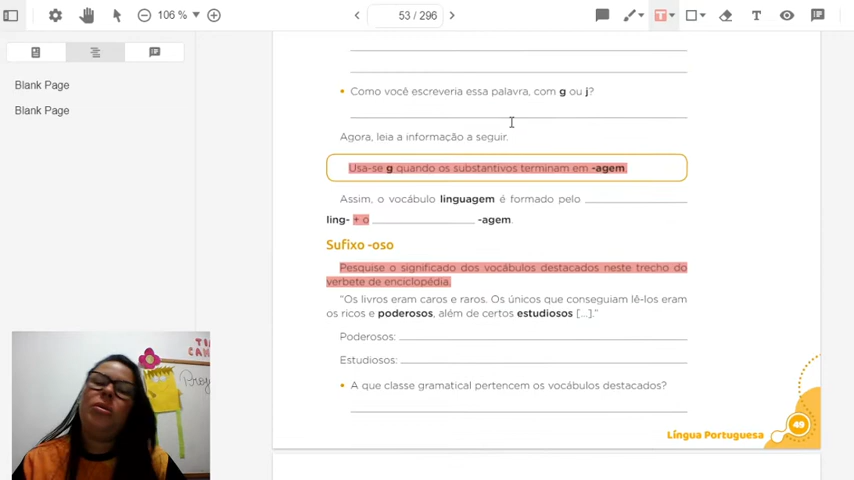 106 %
53 / 296
Blank Page
Blank Page
• Como você escreveria essa palavra, com g ou j?
Agora, leia a informação a seguir.
Usa-se g quando os substantivos terminam em -agem.
Assim, o vocábulo linguagem é formado pelo
ling- + o -agem.
Sufixo -oso
Pesquise o significado dos vocábulos destacados neste trecho do
verbete de enciclopédia.
“Os livros eram caros e raros. Os únicos que conseguiam lê-los eram
os ricos e poderosos, além de certos estudiosos [...].”
Poderosos:
Estudiosos:
• A que classe gramatical pertencem os vocábulos destacados?
Língua Portuguesa 49